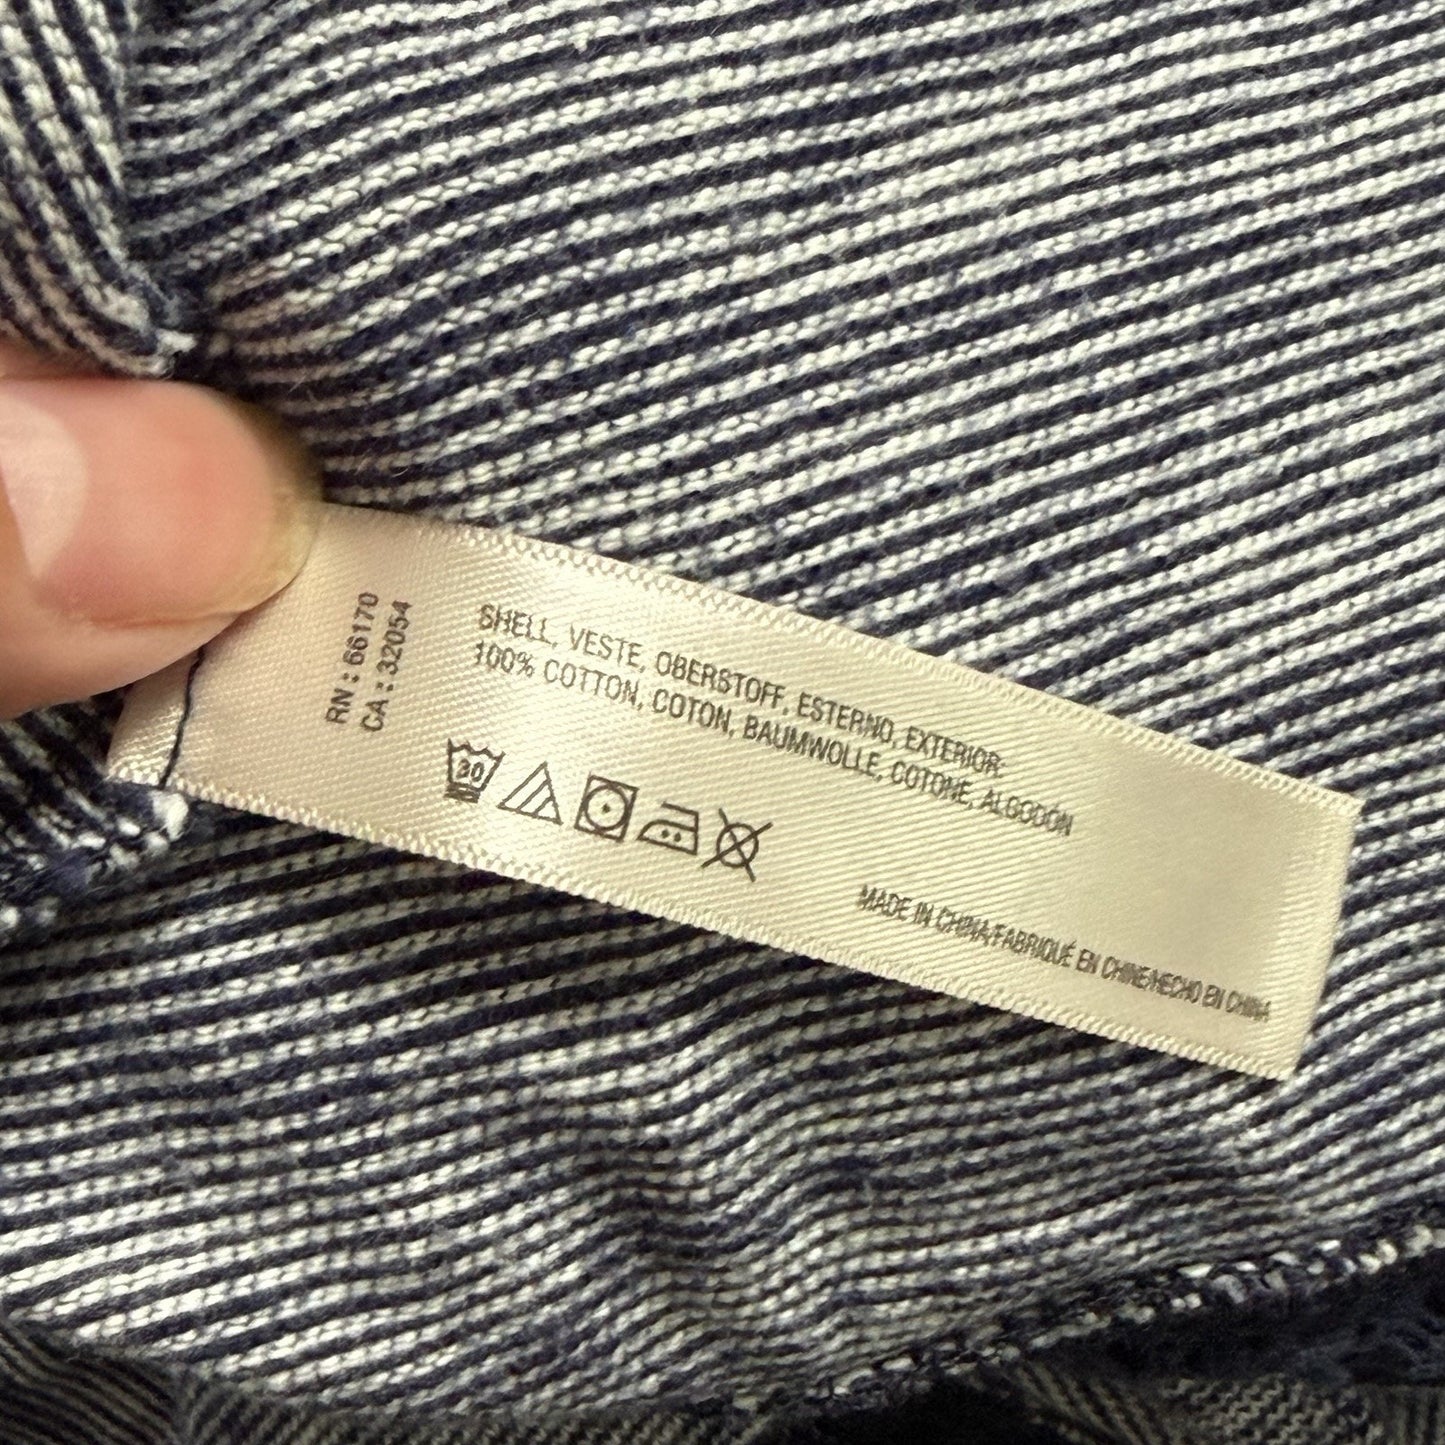 RN : 66170
CA : 32054
SHELL, VESTE, OBERSTOFF, ESTERNO, EXTERIOR:
100% COTTON, COTON, BAUMWOLLE, COTONE, ALGODÓN
30
MADE IN CHINA/FABRIQUÉ EN CHINE/HECHO EN CHINA